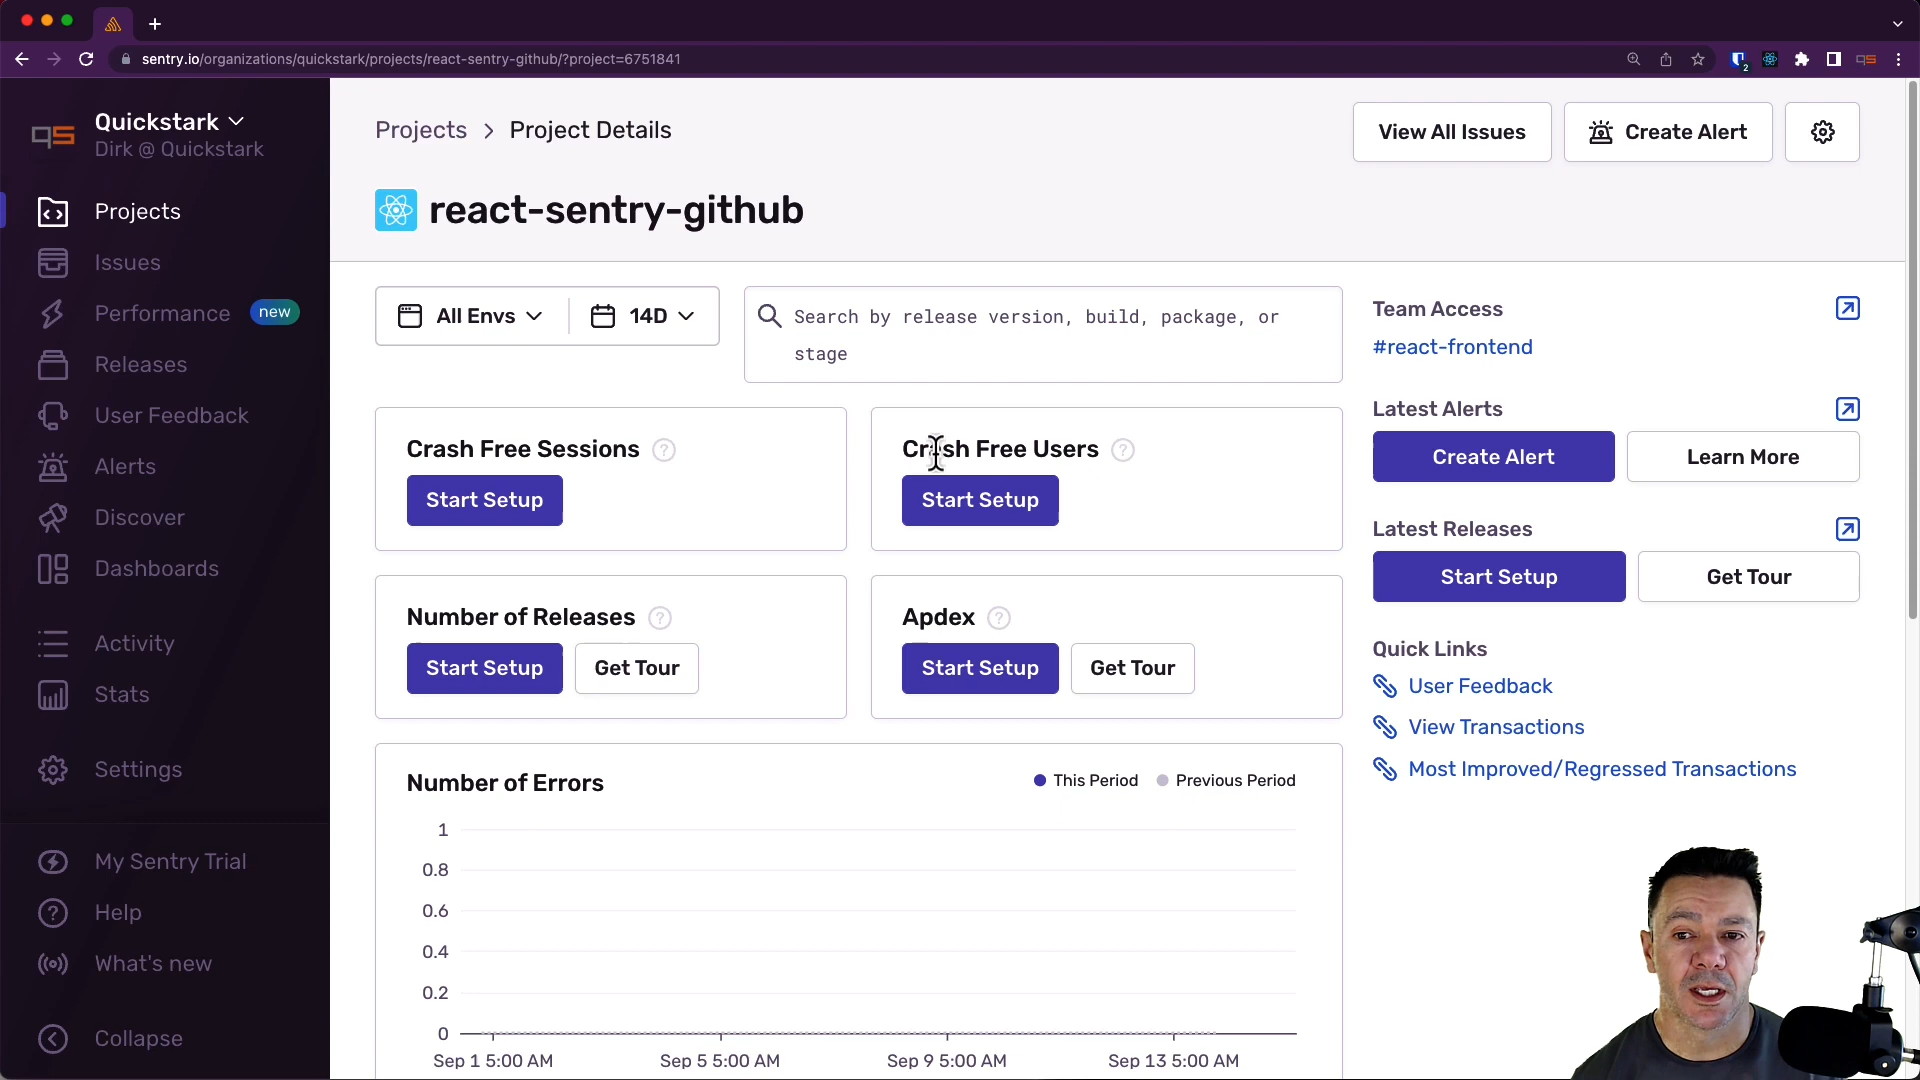 sentry.io/organizations/quickstark/projects/react-sentry-github/?project=6751841
2
Quickstark
Dirk @ Quickstark
Projects
Issues
Performance
new
Releases
User Feedback
Alerts
Discover
Dashboards
Activity
Stats
Settings
My Sentry Trial
Help
What's new
Collapse
Projects > Project Details
View All Issues
Create Alert
react-sentry-github
All Envs
14D
Search by release version, build, package, or
stage
Crash Free Sessions ?
Start Setup
Crash Free Users ?
Start Setup
Number of Releases ?
Start Setup
Get Tour
Apdex ?
Start Setup
Get Tour
Number of Errors
This Period
Previous Period
1
0.8
0.6
0.4
0.2
0
Sep 1 5:00 AM
Sep 5 5:00 AM
Sep 9 5:00 AM
Sep 13 5:00 AM
Team Access
#react-frontend
Latest Alerts
Create Alert
Learn More
Latest Releases
Start Setup
Get Tour
Quick Links
User Feedback
View Transactions
Most Improved/Regressed Transactions